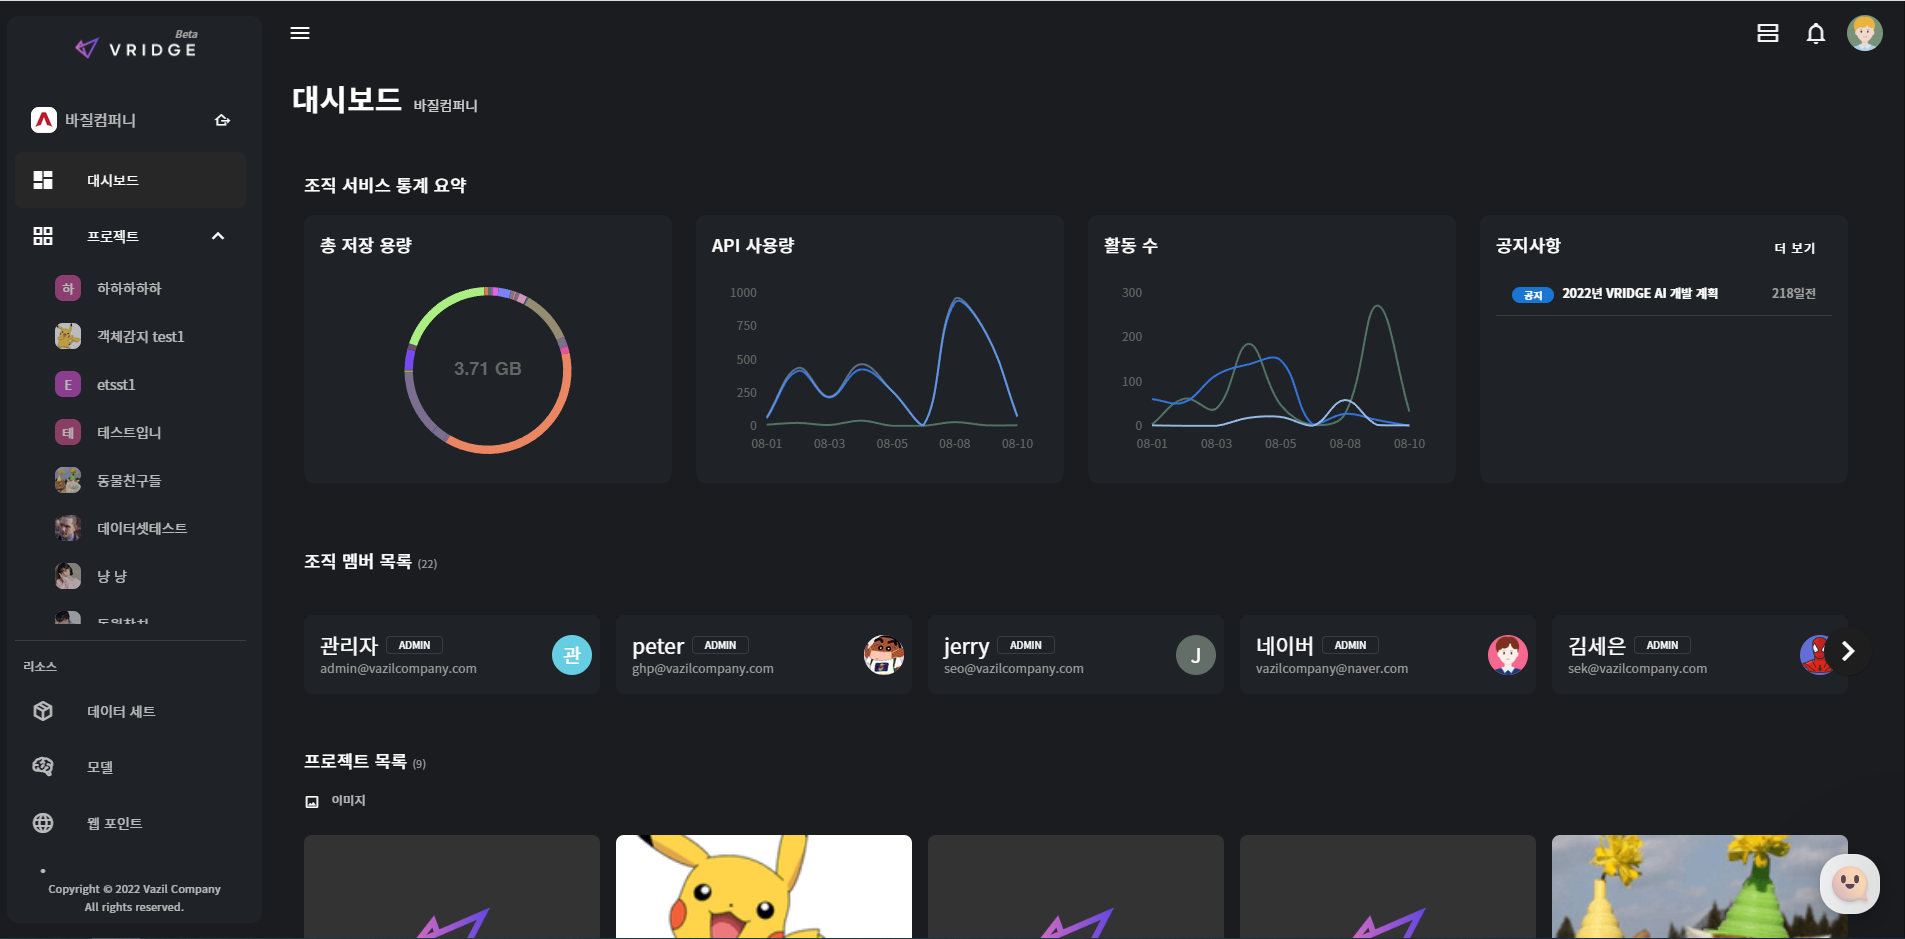 Beta
VRIDGE
바질컴퍼니
대시보드
프로젝트
하 하하하하하
객체감지 test1
E etsst1
테 테스트입니
동물친구들
데이터셋테스트
냥 냥
리소스
데이터 세트
모델
웹 포인트
Copyright © 2022 Vazil Company
All rights reserved.
대시보드 바질컴퍼니
조직 서비스 통계 요약
총 저장 용량
3.71 GB
API 사용량
1000
750
500
250
0
08-01 08-03 08-05 08-08 08-10
활동 수
300
200
100
0
08-01 08-03 08-05 08-08 08-10
공지사항 더 보기
공지 2022년 VRIDGE AI 개발 계획 218일전
조직 멤버 목록 (22)
관리자 ADMIN
admin@vazilcompany.com
관
peter ADMIN
ghp@vazilcompany.com
jerry ADMIN
seo@vazilcompany.com
J
네이버 ADMIN
vazilcompany@naver.com
김세은 ADMIN
sek@vazilcompany.com
프로젝트 목록 (9)
이미지